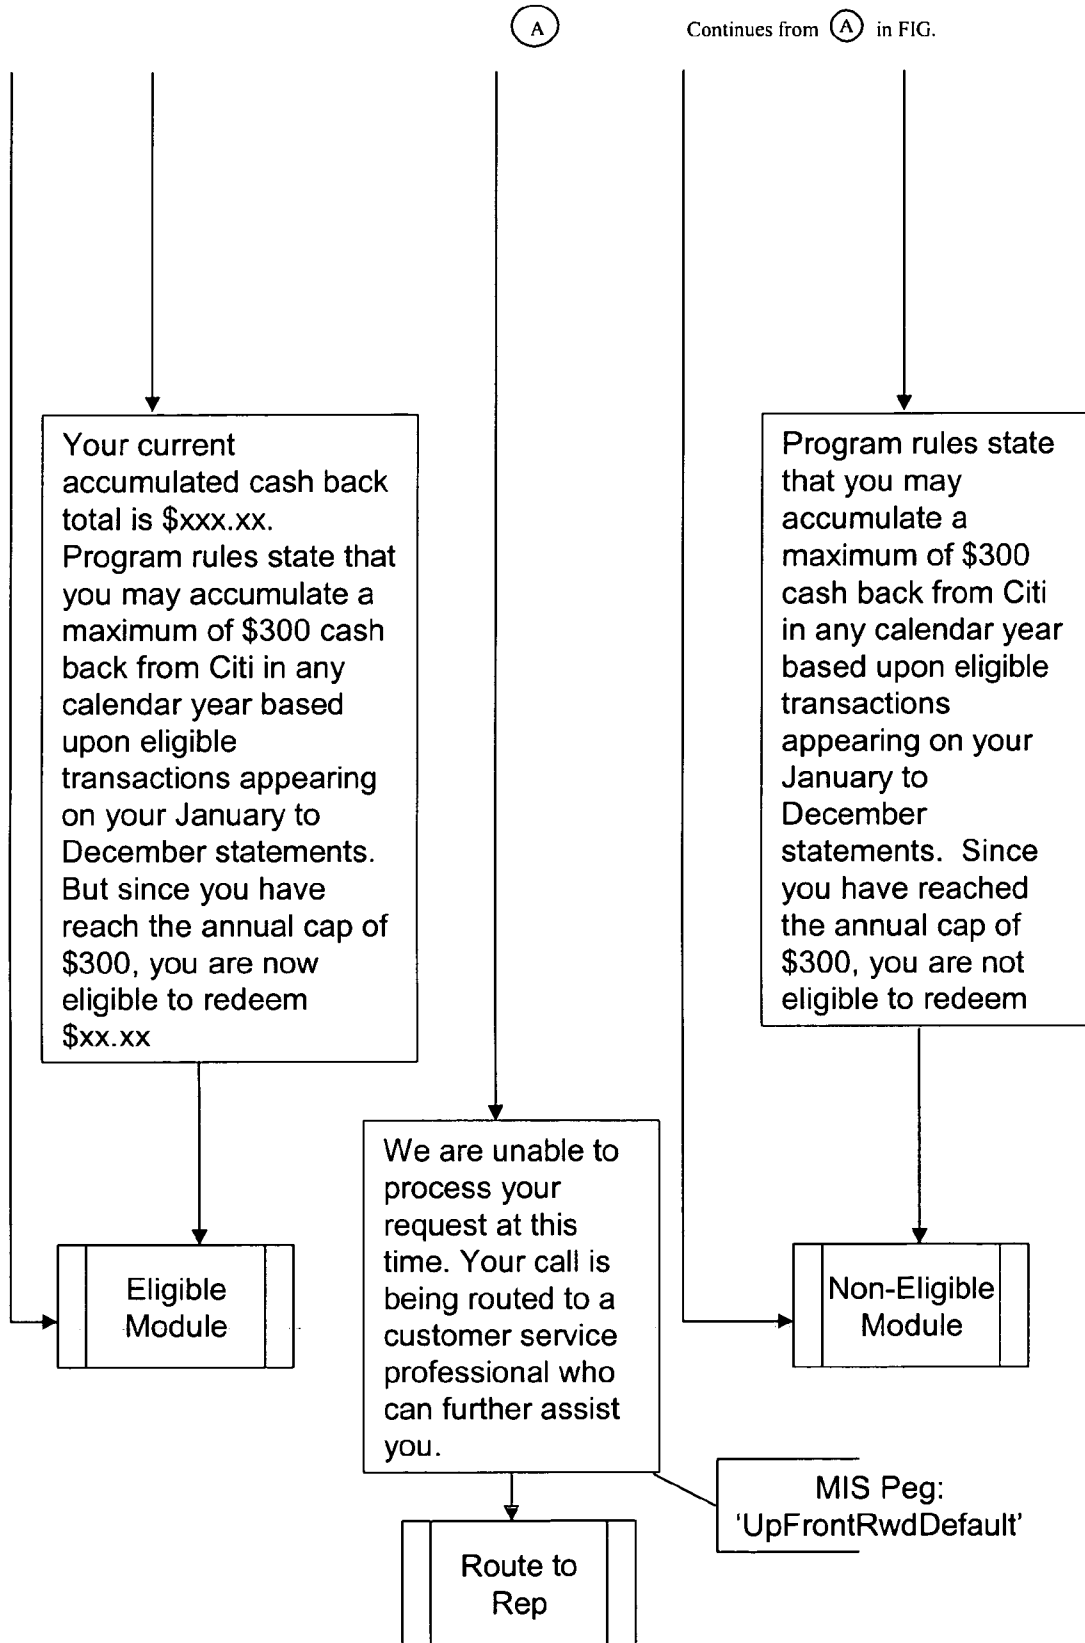 A
Continues from A in FIG.
Your current
accumulated cash back
total is $xxx.xx.
Program rules state that
you may accumulate a
maximum of $300 cash
back from Citi in any
calendar year based
upon eligible
transactions appearing
on your January to
December statements.
But since you have
reach the annual cap of
$300, you are now
eligible to redeem
$xx.xx
Program rules state
that you may
accumulate a
maximum of $300
cash back from Citi
in any calendar year
based upon eligible
transactions
appearing on your
January to
December
statements.  Since
you have reached
the annual cap of
$300, you are not
eligible to redeem
We are unable to
process your
request at this
time. Your call is
being routed to a
customer service
professional who
can further assist
you.
Eligible
Module
Non-Eligible
Module
MIS Peg:
'UpFrontRwdDefault'
Route to
Rep